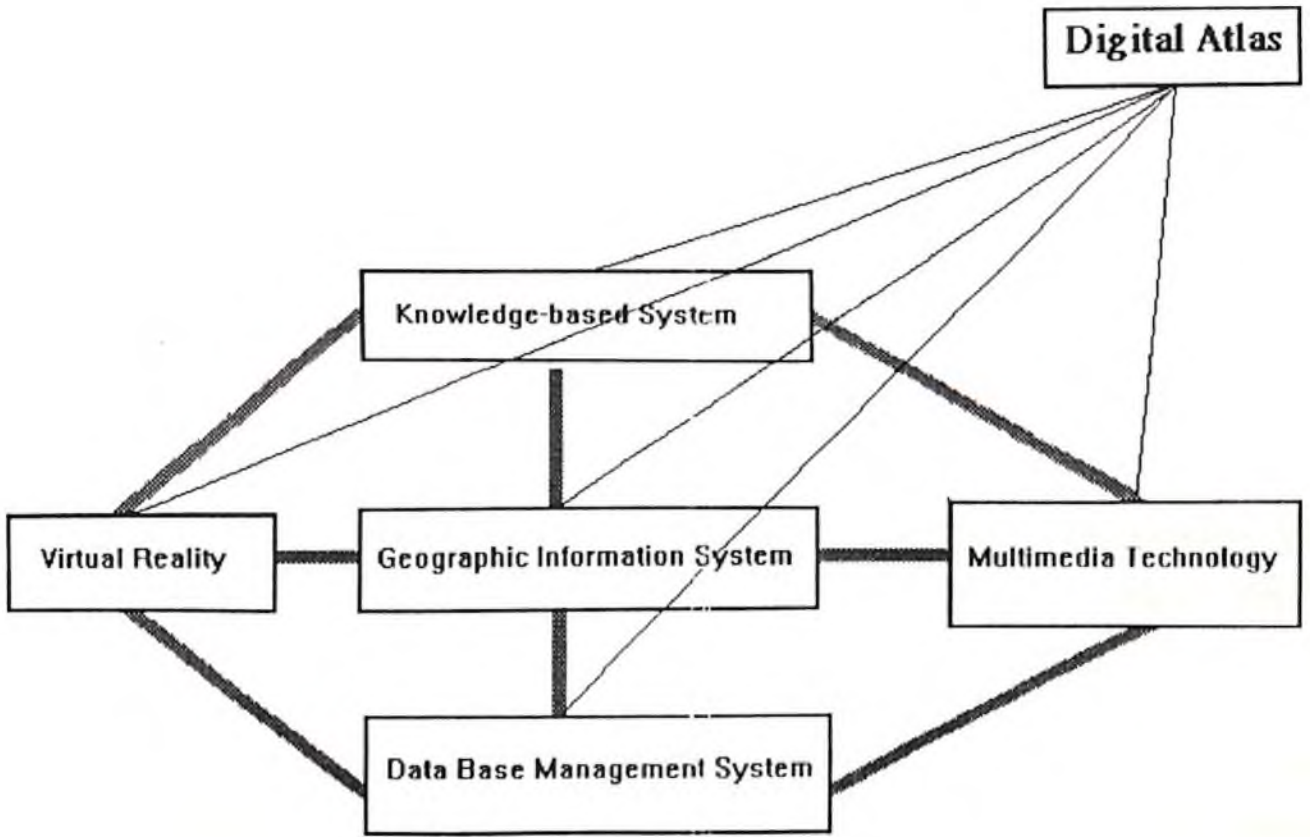 Digital Atlas
Knowledge-based System
Virtual Reality
Geographic Information System
Multimedia Technology
Data Base Management System